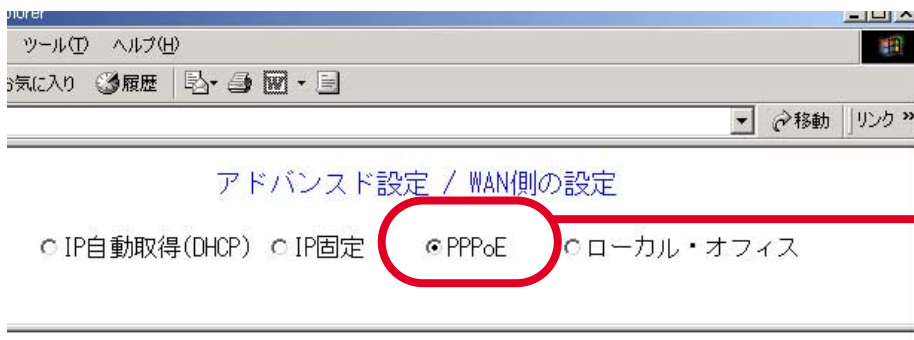 ツール(T) ヘルプ(H)
お気に入り 履歴
移動 リンク »
アドバンスド設定 / WAN側の設定
IP自動取得(DHCP) IP固定 PPPoE ローカル・オフィス